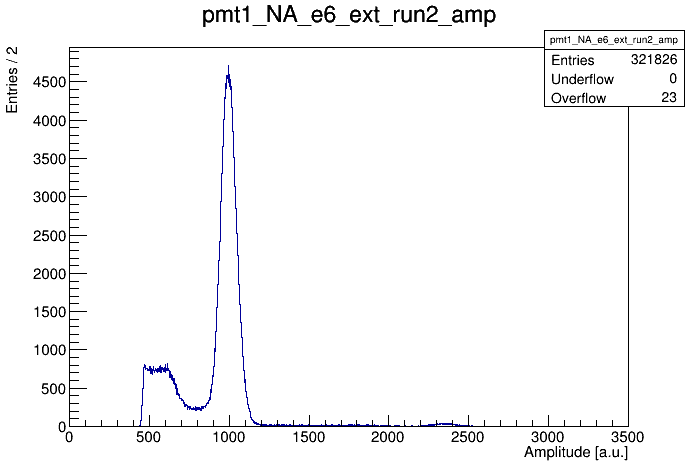 pmt1_NA_e6_ext_run2_amp
pmt1_NA_e6_ext_run2_amp
Entries 321826
Underflow 0
Overflow 23
Entries / 2
4500
4000
3500
3000
2500
2000
1500
1000
500
0
0 500 1000 1500 2000 2500 3000 3500
Amplitude [a.u.]